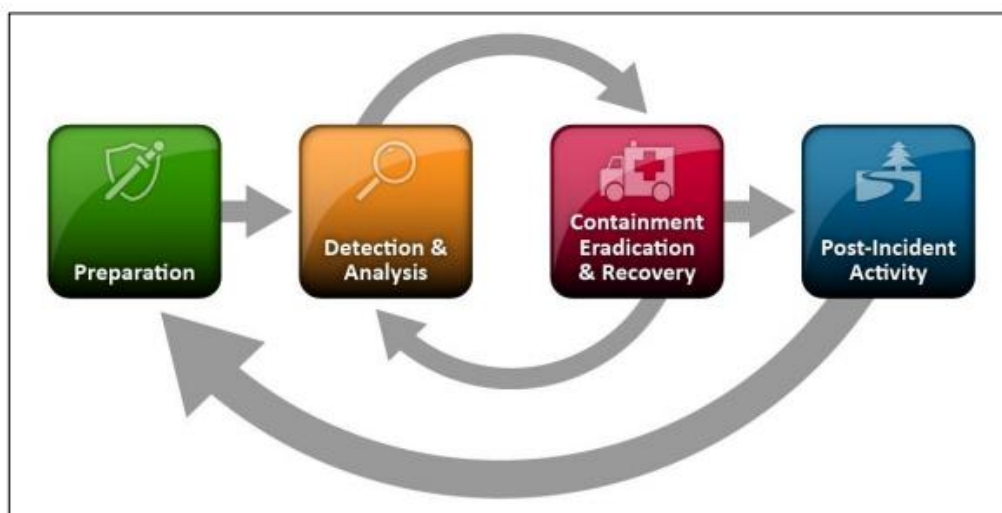 Preparation
Detection &
Analysis
Containment
Eradication
& Recovery
Post-Incident
Activity